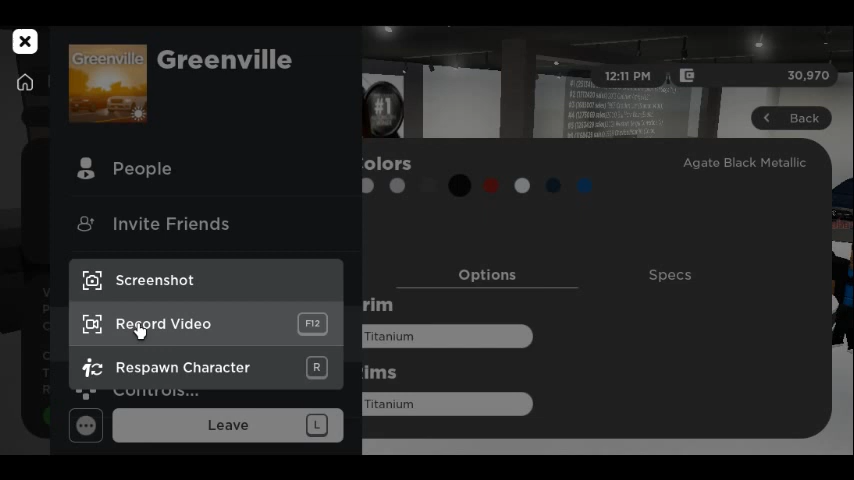 Greenville
Greenville
12:11 PM
30,970
Back
#1
People
olors
Agate Black Metallic
Invite Friends
Screenshot
Options
Specs
Record Video
F12
rim
Titanium
Respawn Character
R
ims
Controls...
Titanium
Leave
L